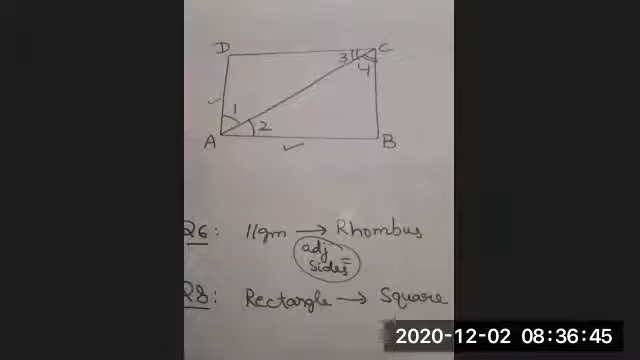 D
C
3
4
1
2
A
B
Q6: ||gm → Rhombus
adj
sides =
Q8: Rectangle → Square
2020-12-02 08:36:45